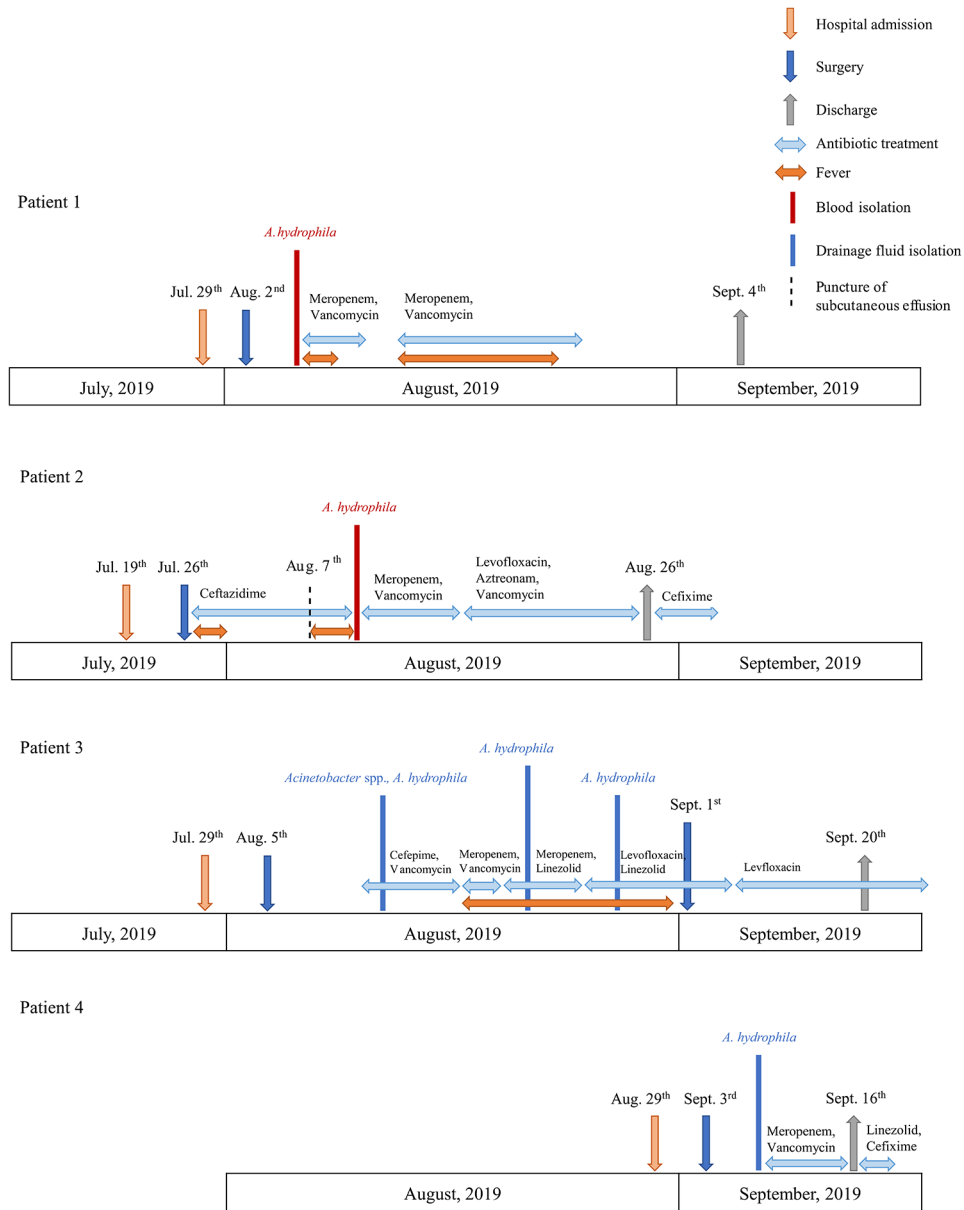 Hospital admission
Surgery
Discharge
Antibiotic treatment
Fever
Blood isolation
Drainage fluid isolation
Puncture of
subcutaneous effusion
Patient 1
A.hydrophila
Jul. 29th
Aug. 2nd
Meropenem,
Vancomycin
Meropenem,
Vancomycin
Sept. 4th
July, 2019
August, 2019
September, 2019
Patient 2
A. hydrophila
Jul. 19th
Jul. 26th
Ceftazidime
Aug. 7th
Meropenem,
Vancomycin
Levofloxacin,
Aztreonam,
Vancomycin
Aug. 26th
Cefixime
July, 2019
August, 2019
September, 2019
Patient 3
Acinetobacter spp., A. hydrophila
A. hydrophila
A. hydrophila
Jul. 29th
Aug. 5th
Cefepime,
Vancomycin
Meropenem,
Vancomycin
Meropenem,
Linezolid
Levofloxacin,
Linezolid
Sept. 1st
Levfloxacin
Sept. 20th
July, 2019
August, 2019
September, 2019
Patient 4
A. hydrophila
Aug. 29th
Sept. 3rd
Meropenem,
Vancomycin
Sept. 16th
Linezolid,
Cefixime
August, 2019
September, 2019